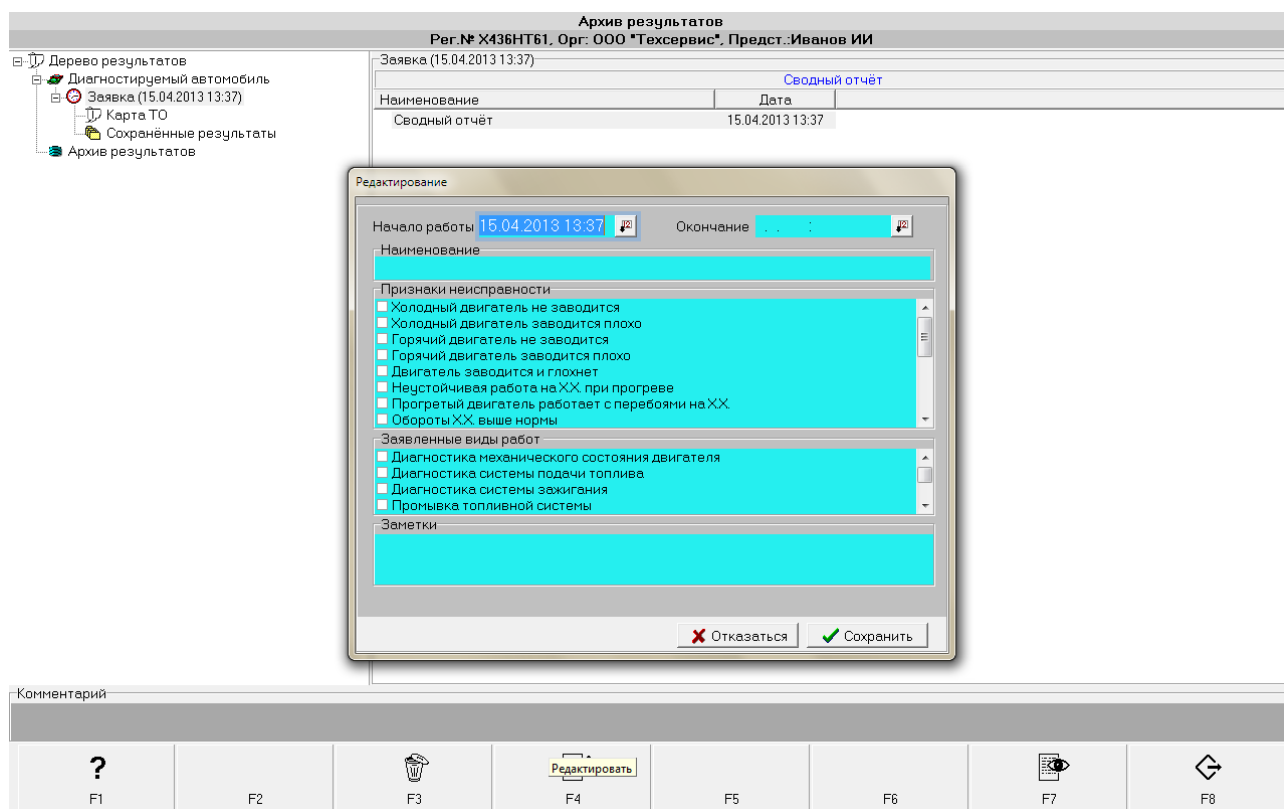 Архив результатов
Рег.№ X436HT61, Орг: ООО "Техсервис", Предст.:Иванов ИИ
Дерево результатов
Диагностируемый автомобиль
Заявка (15.04.2013 13:37)
Карта ТО
Сохранённые результаты
Архив результатов
Заявка (15.04.2013 13:37)
Сводный отчёт
Наименование Дата
Сводный отчёт 15.04.2013 13:37
Редактирование
Начало работы 15.04.2013 13:37 Окончание . . :
Наименование
Признаки неисправности
Холодный двигатель не заводится
Холодный двигатель заводится плохо
Горячий двигатель не заводится
Горячий двигатель заводится плохо
Двигатель заводится и глохнет
Неустойчивая работа на X.X. при прогреве
Прогретый двигатель работает с перебоями на X.X.
Обороты X.X. выше нормы
Заявленные виды работ
Диагностика механического состояния двигателя
Диагностика системы подачи топлива
Диагностика системы зажигания
Промывка топливной системы
Заметки
Отказаться Сохранить
Комментарий
?
Редактировать
F1 F2 F3 F4 F5 F6 F7 F8